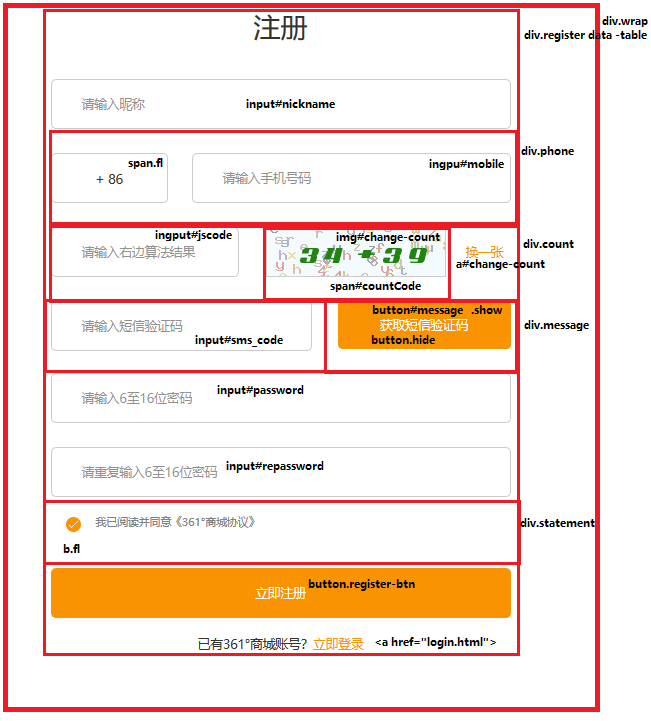 注册
div.wrap
div.register data -table
请输入昵称
input#nickname
div.phone
span.fl
+ 86
ingpu#mobile
请输入手机号码
ingput#jscode
请输入右边算法结果
img#change-count
34 + 39
span#countCode
换一张
div.count
a#change-count
请输入短信验证码
input#sms_code
button#message .show
获取短信验证码
button.hide
div.message
请输入6至16位密码
input#password
请重复输入6至16位密码
input#repassword
我已阅读并同意《361°商城协议》
div.statement
b.fl
立即注册
button.register-btn
已有361°商城账号？立即登录
<a href="login.html">